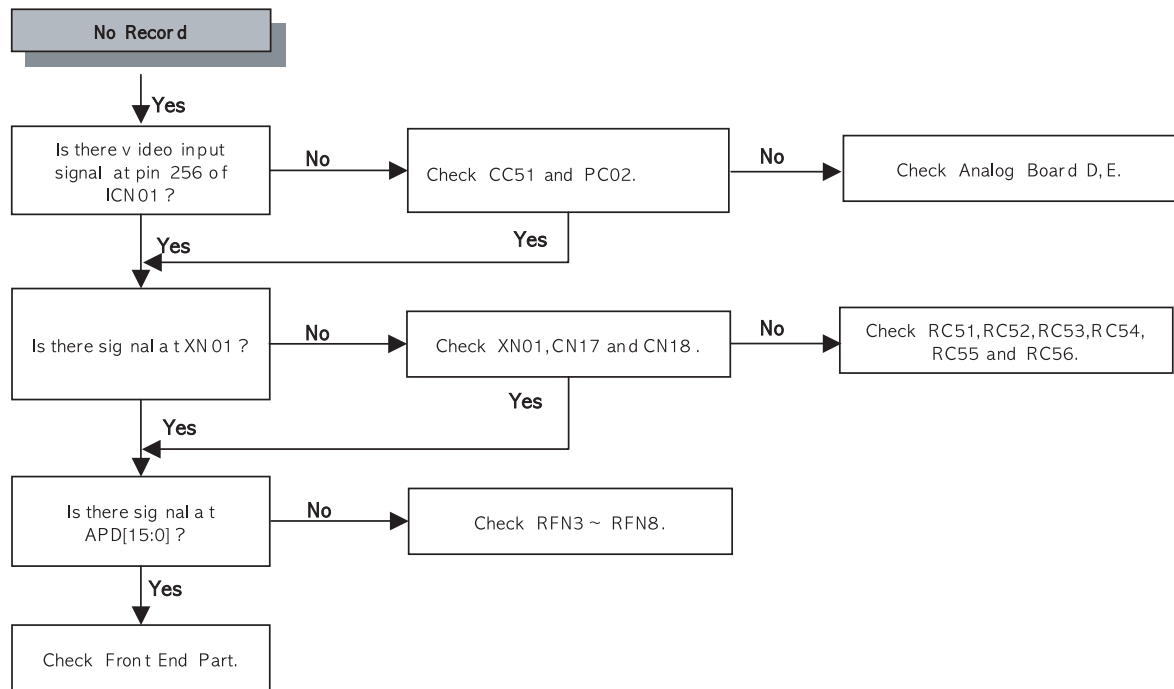 No Record
Yes
Is there video input
signal at pin 256 of
ICN01 ?
No
Check CC51 and PC02.
No
Check Analog Board D,E.
Yes
Yes
Is there signal at XN01 ?
No
Check XN01,CN17 and CN18.
No
Check RC51,RC52,RC53,RC54,
RC55 and RC56.
Yes
Yes
Is there signal at
APD[15:0] ?
No
Check RFN3 ~ RFN8.
Yes
Check Front End Part.